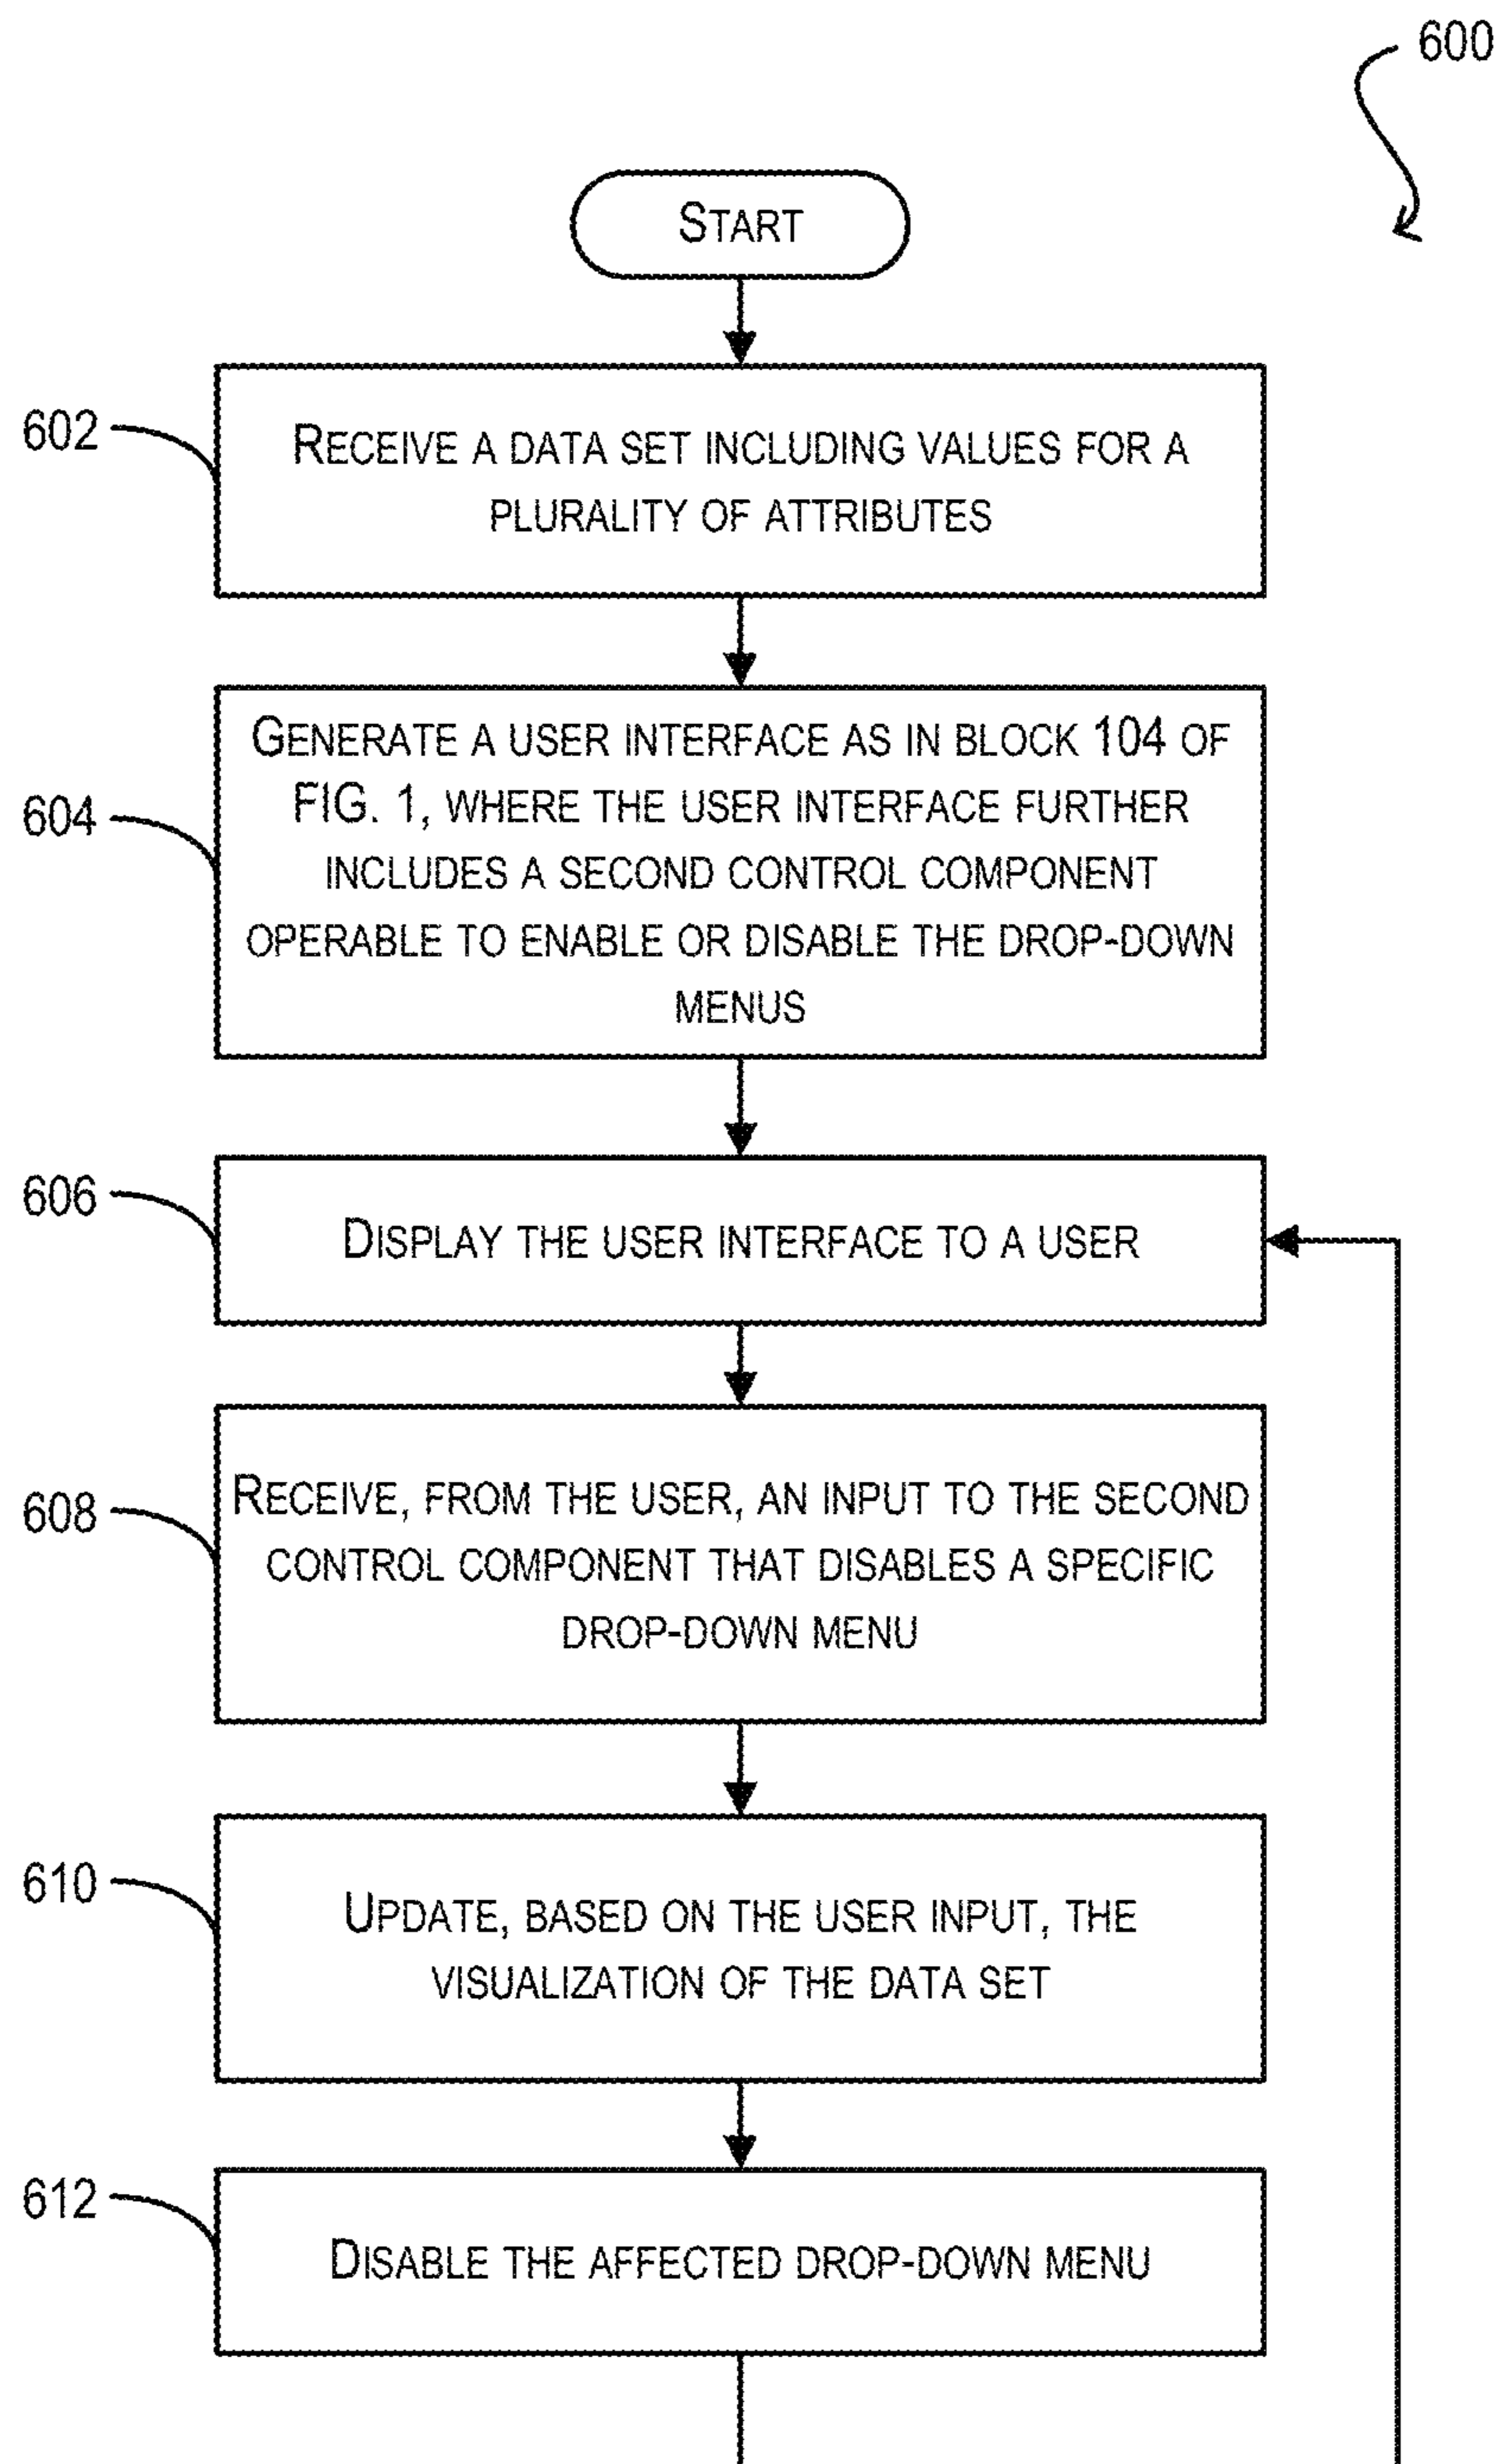 600
START
602
RECEIVE A DATA SET INCLUDING VALUES FOR A
PLURALITY OF ATTRIBUTES
604
GENERATE A USER INTERFACE AS IN BLOCK 104 OF
FIG. 1, WHERE THE USER INTERFACE FURTHER
INCLUDES A SECOND CONTROL COMPONENT
OPERABLE TO ENABLE OR DISABLE THE DROP-DOWN
MENUS
606
DISPLAY THE USER INTERFACE TO A USER
608
RECEIVE, FROM THE USER, AN INPUT TO THE SECOND
CONTROL COMPONENT THAT DISABLES A SPECIFIC
DROP-DOWN MENU
610
UPDATE, BASED ON THE USER INPUT, THE
VISUALIZATION OF THE DATA SET
612
DISABLE THE AFFECTED DROP-DOWN MENU